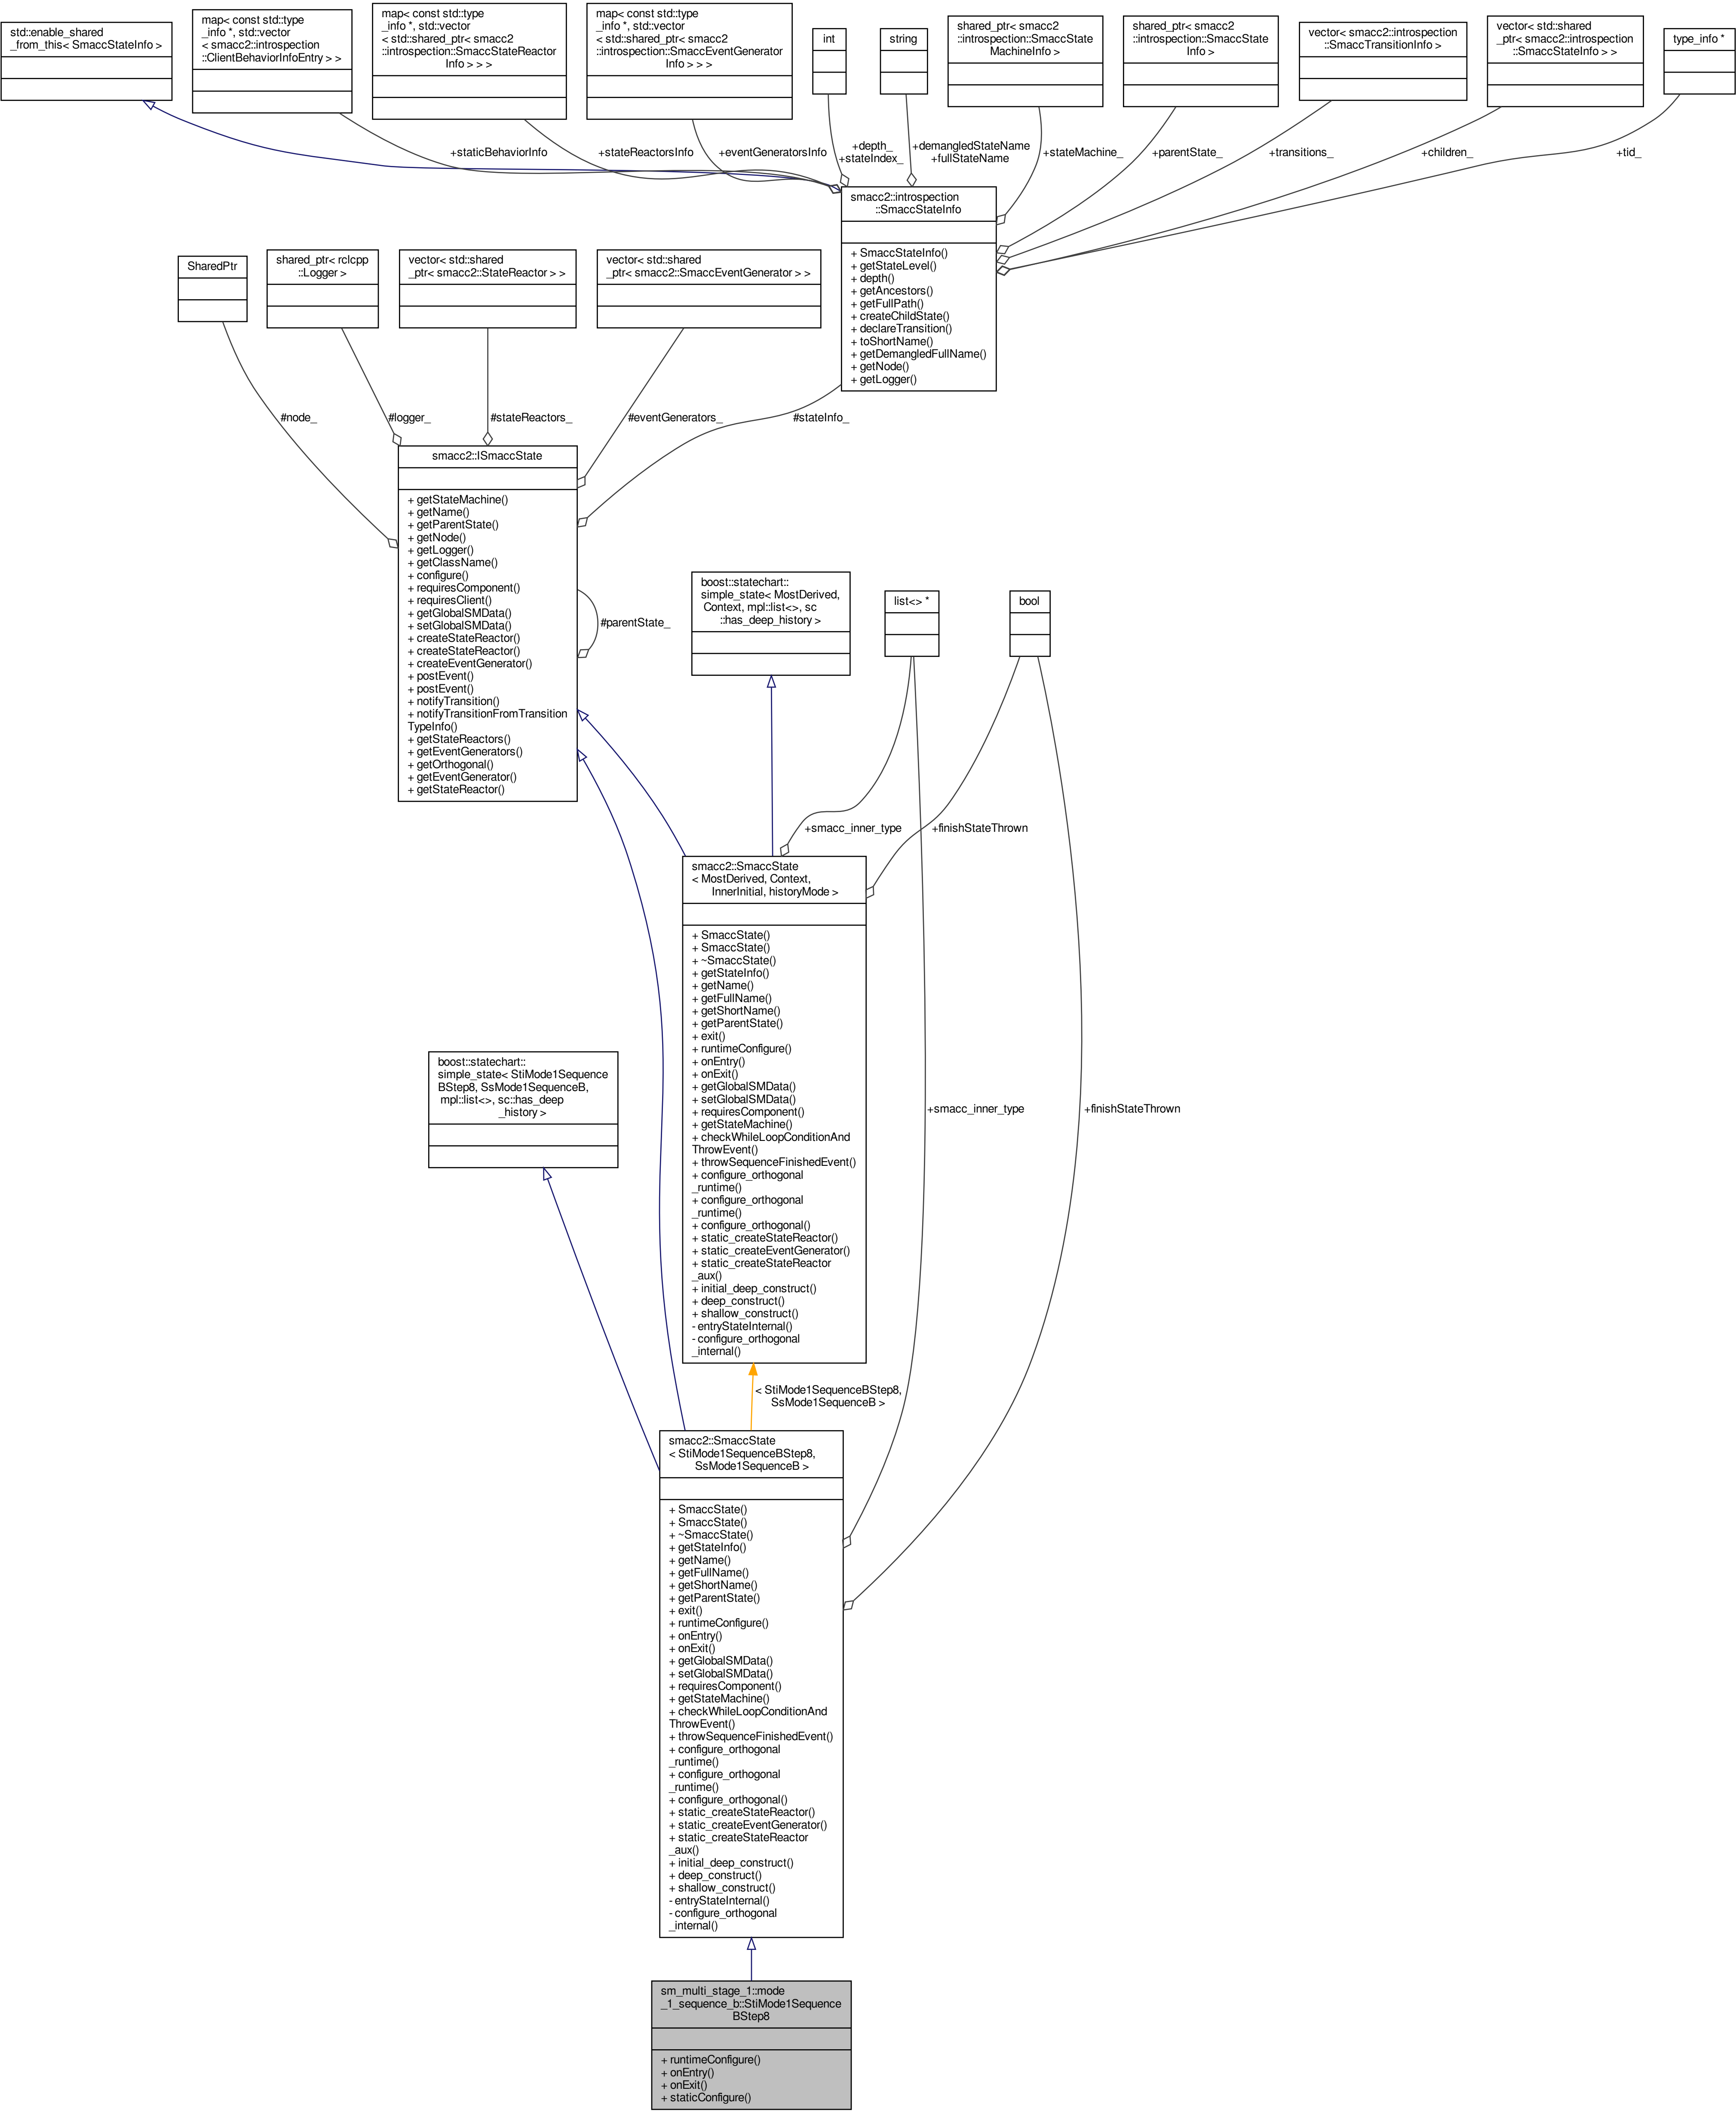 std::enable_shared
_from_this< SmaccStateInfo >
map< const std::type
_info *, std::vector
< smacc2::introspection
::ClientBehaviorInfoEntry > >
map< const std::type
_info *, std::vector
< std::shared_ptr< smacc2
::introspection::SmaccStateReactor
Info > > >
map< const std::type
_info *, std::vector
< std::shared_ptr< smacc2
::introspection::SmaccEventGenerator
Info > > >
int
string
shared_ptr< smacc2
::introspection::SmaccState
MachineInfo >
shared_ptr< smacc2
::introspection::SmaccState
Info >
vector< smacc2::introspection
::SmaccTransitionInfo >
vector< std::shared
_ptr< smacc2::introspection
::SmaccStateInfo > >
type_info *
+staticBehaviorInfo
+stateReactorsInfo
+eventGeneratorsInfo
+depth_
+stateIndex_
+demangledStateName
+fullStateName
+stateMachine_
+parentState_
+transitions_
+children_
+tid_
smacc2::introspection
::SmaccStateInfo
+ SmaccStateInfo()
+ getStateLevel()
+ depth()
+ getAncestors()
+ getFullPath()
+ createChildState()
+ declareTransition()
+ toShortName()
+ getDemangledFullName()
+ getNode()
+ getLogger()
SharedPtr
shared_ptr< rclcpp
::Logger >
vector< std::shared
_ptr< smacc2::StateReactor > >
vector< std::shared
_ptr< smacc2::SmaccEventGenerator > >
#node_
#logger_
#stateReactors_
#eventGenerators_
#stateInfo_
smacc2::ISmaccState
+ getStateMachine()
+ getName()
+ getParentState()
+ getNode()
+ getLogger()
+ getClassName()
+ configure()
+ requiresComponent()
+ requiresClient()
+ getGlobalSMData()
+ setGlobalSMData()
+ createStateReactor()
+ createStateReactor()
+ createEventGenerator()
+ postEvent()
+ postEvent()
+ notifyTransition()
+ notifyTransitionFromTransition
TypeInfo()
+ getStateReactors()
+ getEventGenerators()
+ getOrthogonal()
+ getEventGenerator()
+ getStateReactor()
#parentState_
boost::statechart::
simple_state< MostDerived,
Context, mpl::list<>, sc
::has_deep_history >
list<> *
bool
+smacc_inner_type
+finishStateThrown
smacc2::SmaccState
< MostDerived, Context,
InnerInitial, historyMode >
+ SmaccState()
+ SmaccState()
+ ~SmaccState()
+ getStateInfo()
+ getName()
+ getFullName()
+ getShortName()
+ getParentState()
+ exit()
+ runtimeConfigure()
+ onEntry()
+ onExit()
+ getGlobalSMData()
+ setGlobalSMData()
+ requiresComponent()
+ getStateMachine()
+ checkWhileLoopConditionAnd
ThrowEvent()
+ throwSequenceFinishedEvent()
+ configure_orthogonal
_runtime()
+ configure_orthogonal
_runtime()
+ configure_orthogonal()
+ static_createStateReactor()
+ static_createEventGenerator()
+ static_createStateReactor
_aux()
+ initial_deep_construct()
+ deep_construct()
+ shallow_construct()
- entryStateInternal()
- configure_orthogonal
_internal()
boost::statechart::
simple_state< StiMode1Sequence
BStep8, SsMode1SequenceB,
mpl::list<>, sc::has_deep
_history >
+smacc_inner_type
+finishStateThrown
< StiMode1SequenceBStep8,
SsMode1SequenceB >
smacc2::SmaccState
< StiMode1SequenceBStep8,
SsMode1SequenceB >
+ SmaccState()
+ SmaccState()
+ ~SmaccState()
+ getStateInfo()
+ getName()
+ getFullName()
+ getShortName()
+ getParentState()
+ exit()
+ runtimeConfigure()
+ onEntry()
+ onExit()
+ getGlobalSMData()
+ setGlobalSMData()
+ requiresComponent()
+ getStateMachine()
+ checkWhileLoopConditionAnd
ThrowEvent()
+ throwSequenceFinishedEvent()
+ configure_orthogonal
_runtime()
+ configure_orthogonal
_runtime()
+ configure_orthogonal()
+ static_createStateReactor()
+ static_createEventGenerator()
+ static_createStateReactor
_aux()
+ initial_deep_construct()
+ deep_construct()
+ shallow_construct()
- entryStateInternal()
- configure_orthogonal
_internal()
sm_multi_stage_1::mode
_1_sequence_b::StiMode1Sequence
BStep8
+ runtimeConfigure()
+ onEntry()
+ onExit()
+ staticConfigure()